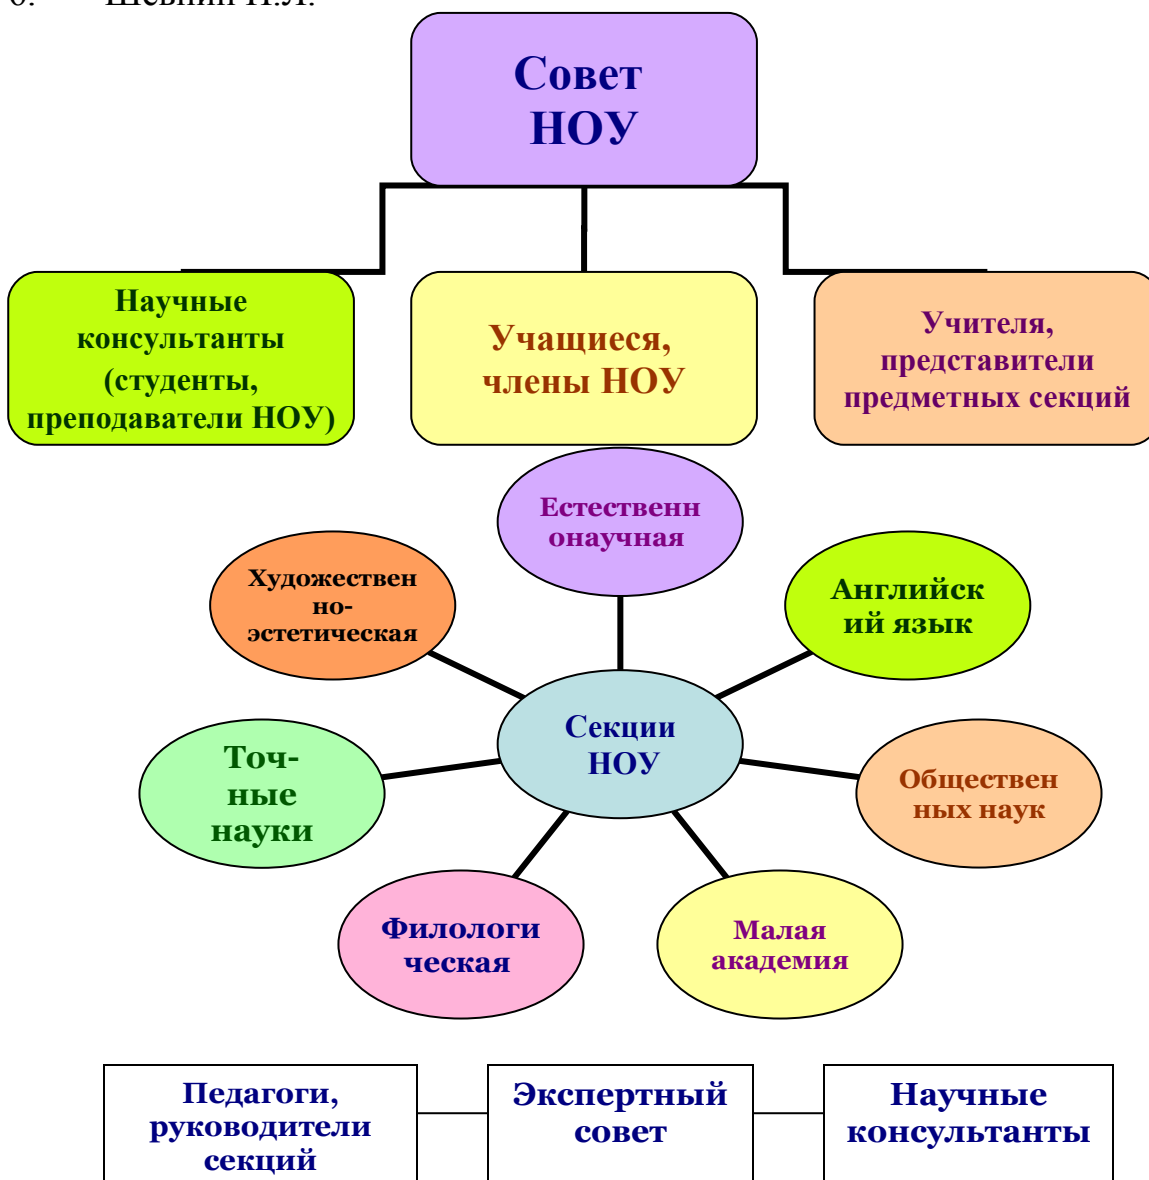 Совет
НОУ
Научные
консультанты
(студенты,
преподаватели НОУ)
Учащиеся,
члены НОУ
Учителя,
представители
предметных секций
Естественн
онаучная
Художествен
но-
эстетическая
Английск
ий язык
Секции
НОУ
Точ-
ные
науки
Обществен
ных наук
Филологи
ческая
Малая
академия
Педагоги,
руководители
секций
Экспертный
совет
Научные
консультанты